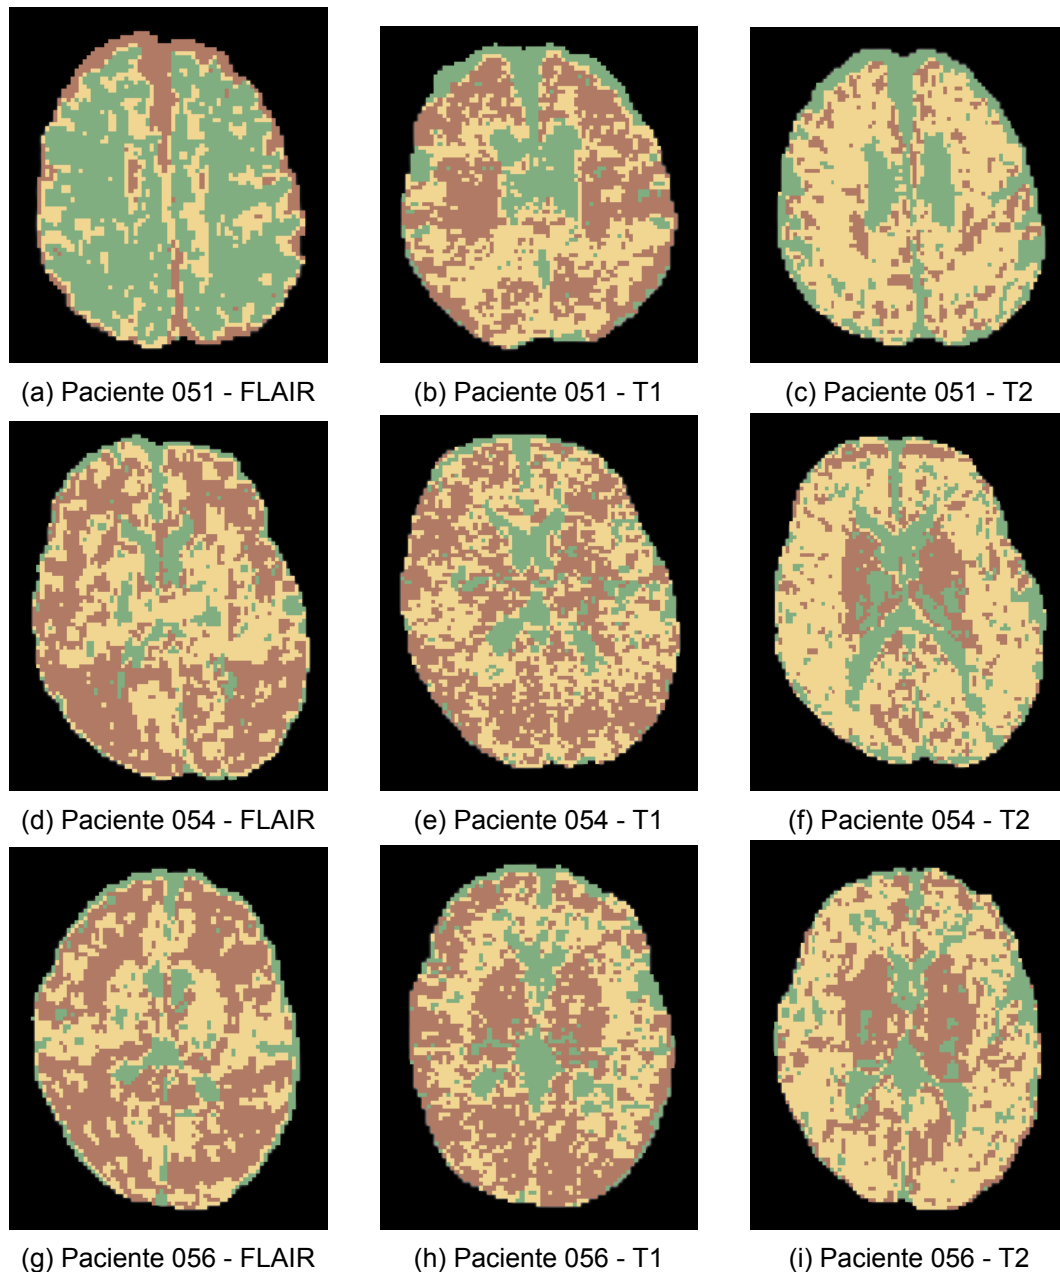 (a) Paciente 051 - FLAIR
(b) Paciente 051 - T1
(c) Paciente 051 - T2
(d) Paciente 054 - FLAIR
(e) Paciente 054 - T1
(f) Paciente 054 - T2
(g) Paciente 056 - FLAIR
(h) Paciente 056 - T1
(i) Paciente 056 - T2